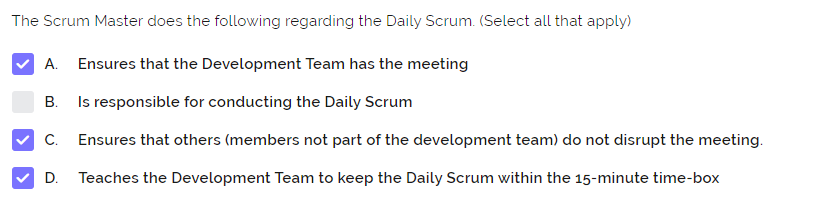 The Scrum Master does the following regarding the Daily Scrum. (Select all that apply)
A. Ensures that the Development Team has the meeting
B. Is responsible for conducting the Daily Scrum
C. Ensures that others (members not part of the development team) do not disrupt the meeting.
D. Teaches the Development Team to keep the Daily Scrum within the 15-minute time-box